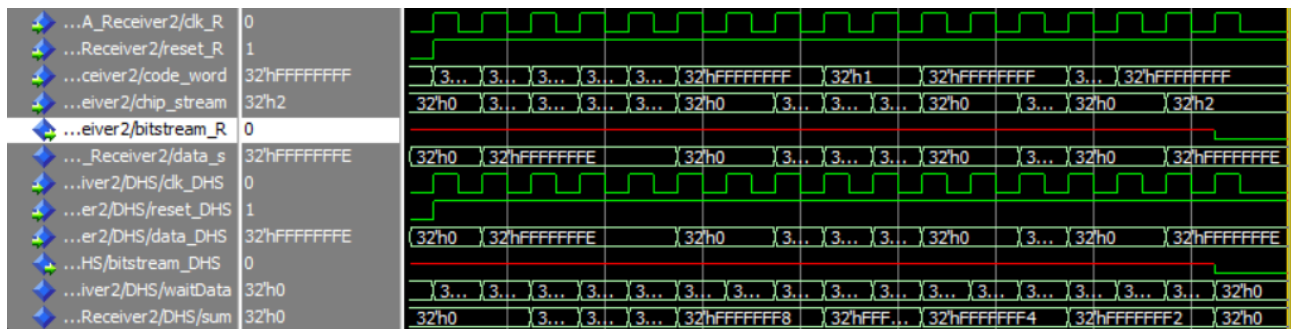 ...A_Receiver2/clk_R 0
...Receiver2/reset_R 1
...ceiver2/code_word 32'hFFFFFFFF 3... 3... 3... 3... 3... 32'hFFFFFFFF 32'h1 32'hFFFFFFFF 3... 32'hFFFFFFFF
...eiver2/chip_stream 32'h2 32'h0 3... 3... 3... 3... 32'h0 3... 3... 3... 32'h0 3... 32'h0 32'h2
...eiver2/bitstream_R 0
..._Receiver2/data_s 32'hFFFFFFFE 32'h0 32'hFFFFFFFE 32'h0 3... 3... 3... 32'h0 3... 32'h0 32'hFFFFFFFE
...iver2/DHS/clk_DHS 0
...er2/DHS/reset_DHS 1
...er2/DHS/data_DHS 32'hFFFFFFFE 32'h0 32'hFFFFFFFE 32'h0 3... 3... 3... 32'h0 3... 32'h0 32'hFFFFFFFE
...HS/bitstream_DHS 0
...iver2/DHS/waitData 32'h0 3... 3... 3... 3... 3... 3... 3... 3... 3... 3... 3... 3... 3... 3... 3... 3... 32'h0
...Receiver2/DHS/sum 32'h0 32'h0 3... 3... 3... 32'hFFFFFFF8 32'hFFF... 32'hFFFFFFF4 32'hFFFFFFF2 32'h0